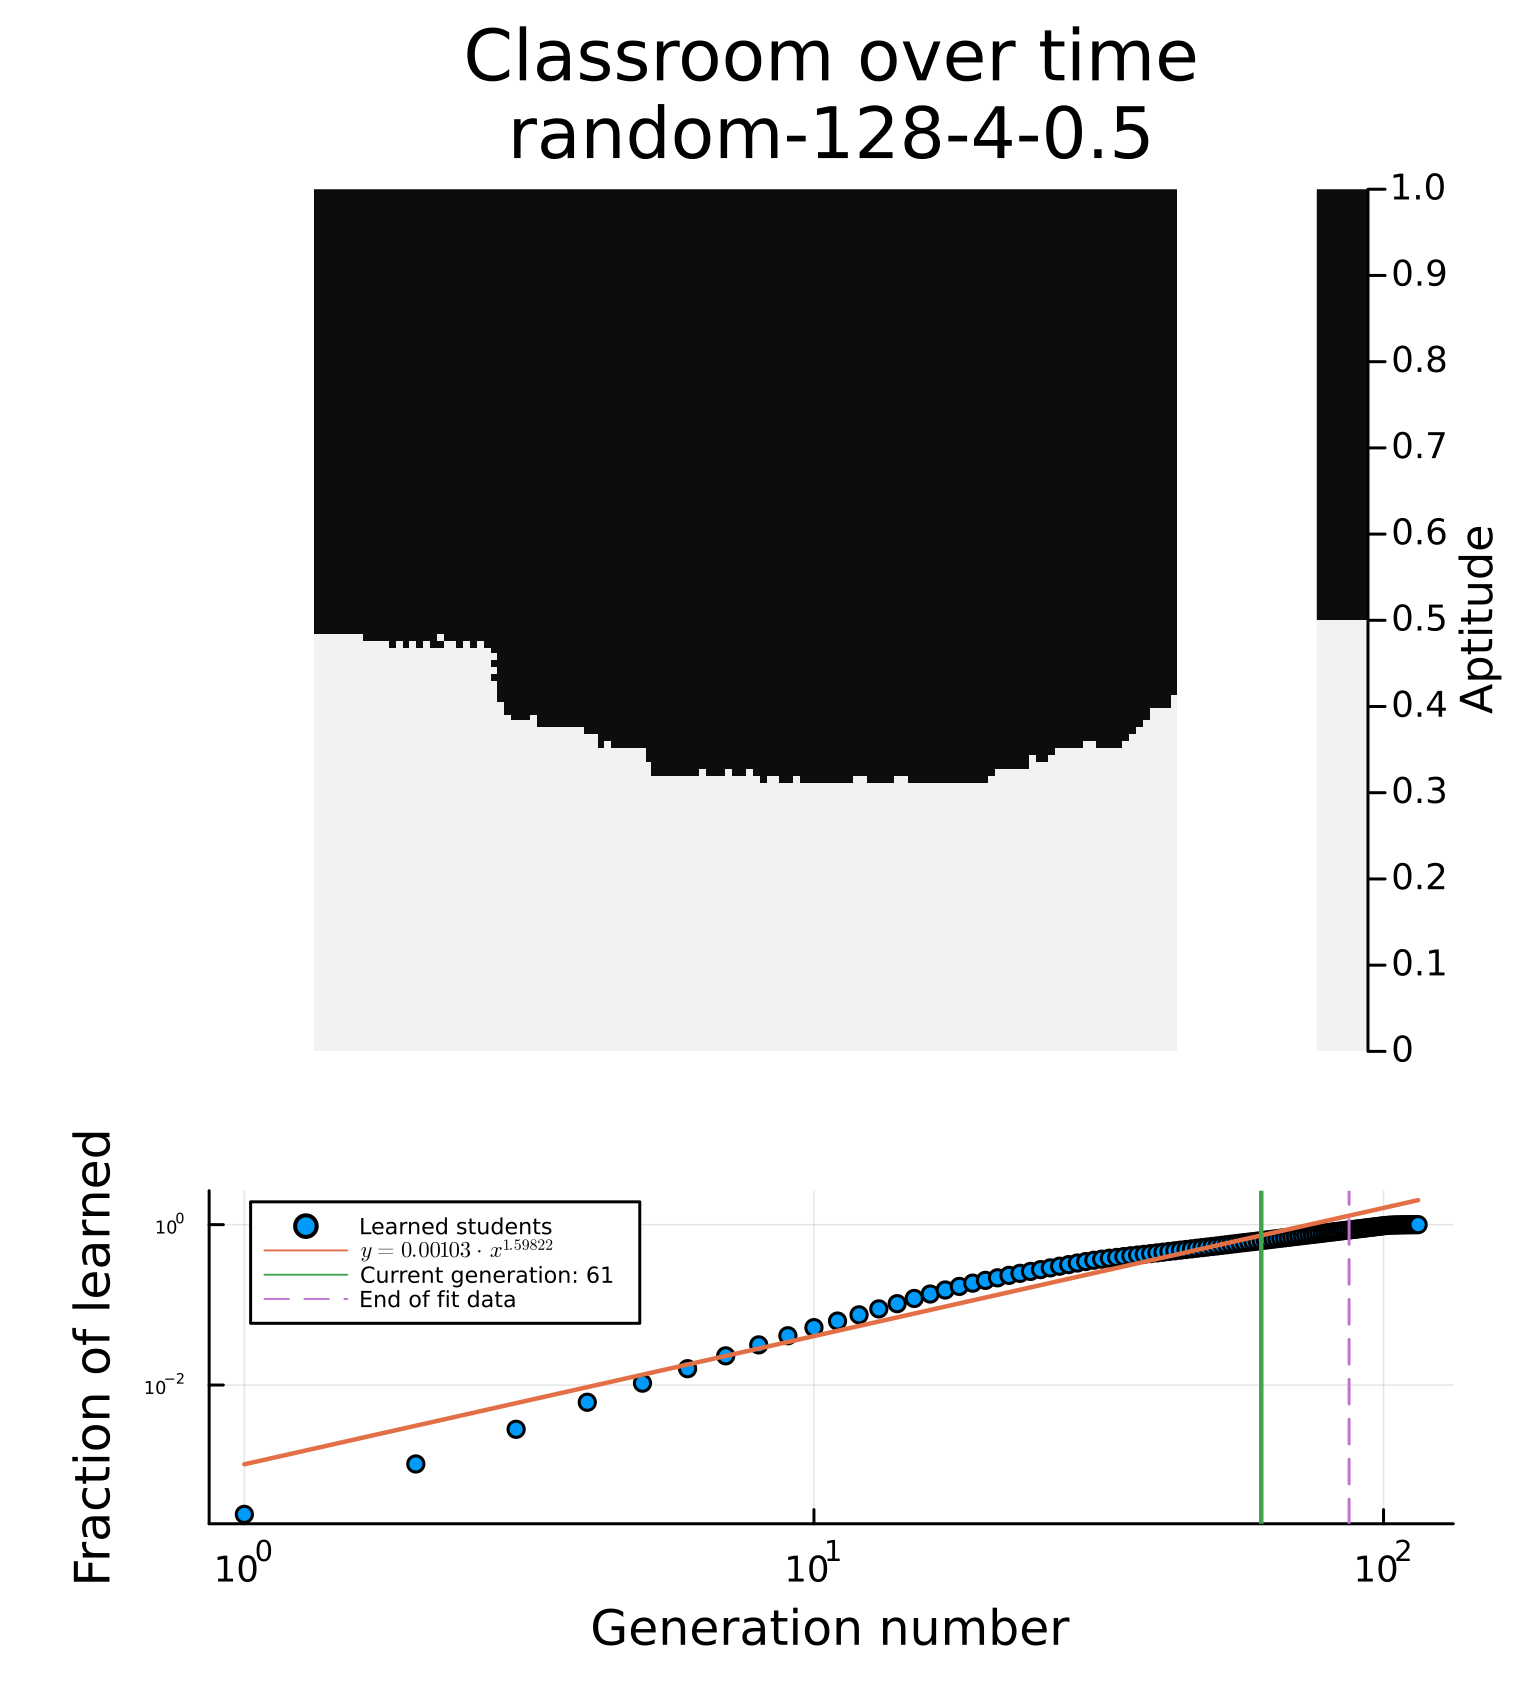 Classroom over time
random-128-4-0.5
1.0
0.9
0.8
0.7
0.6
0.5
0.4
0.3
0.2
0.1
0
Aptitude
Fraction of learned
10⁰
10⁻²
Learned students
y = 0.00103 · x^1.59822
Current generation: 61
End of fit data
10⁰
10¹
10²
Generation number